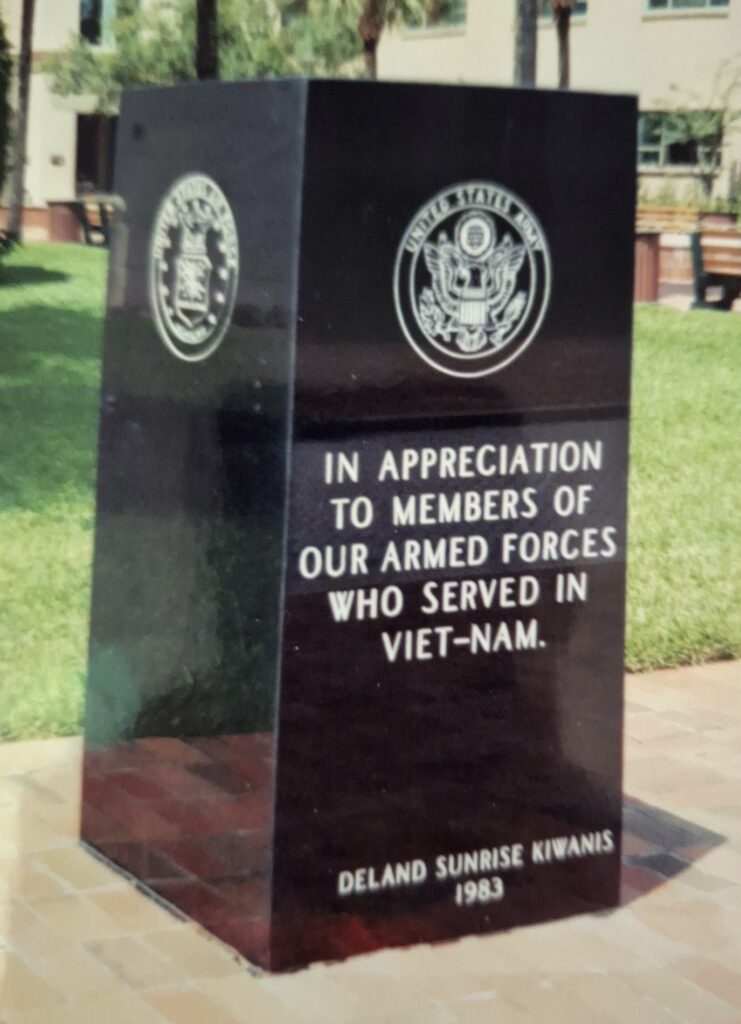 UNITED STATES ARMY
IN APPRECIATION
TO MEMBERS OF
OUR ARMED FORCES
WHO SERVED IN
VIET-NAM.
DELAND SUNRISE KIWANIS
1983